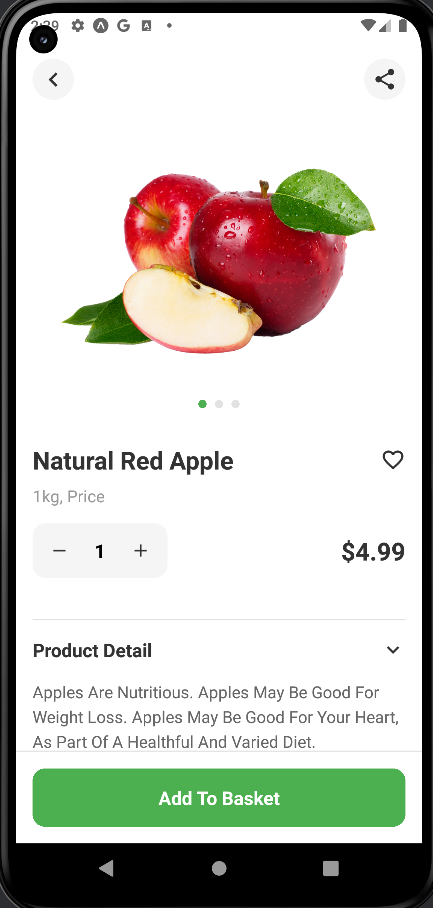 2:29
Natural Red Apple
1kg, Price
1
$4.99
Product Detail
Apples Are Nutritious. Apples May Be Good For
Weight Loss. Apples May Be Good For Your Heart,
As Part Of A Healthful And Varied Diet.
Add To Basket